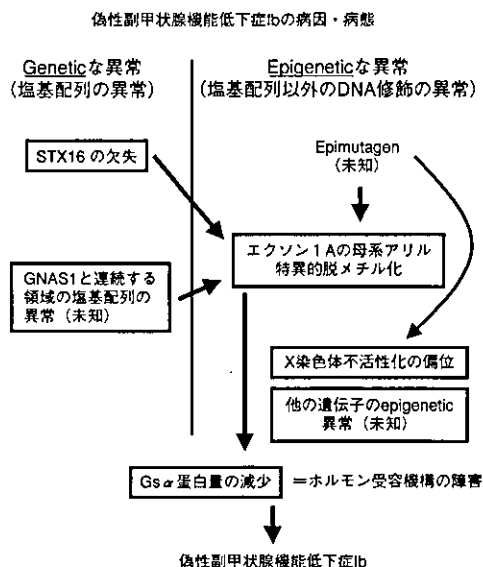 偽性副甲状腺機能低下症Ibの病因・病態
Geneticな異常
(塩基配列の異常)
Epigeneticな異常
(塩基配列以外のDNA修飾の異常)
STX16 の欠失
Epimutagen
(未知)
エクソン1Aの母系アリル
特異的脱メチル化
GNAS1と連続する
領域の塩基配列の
異常(未知)
X染色体不活性化の偏位
他の遺伝子のepigenetic
異常(未知)
Gsα蛋白量の減少 =ホルモン受容機構の障害
偽性副甲状腺機能低下症Ib